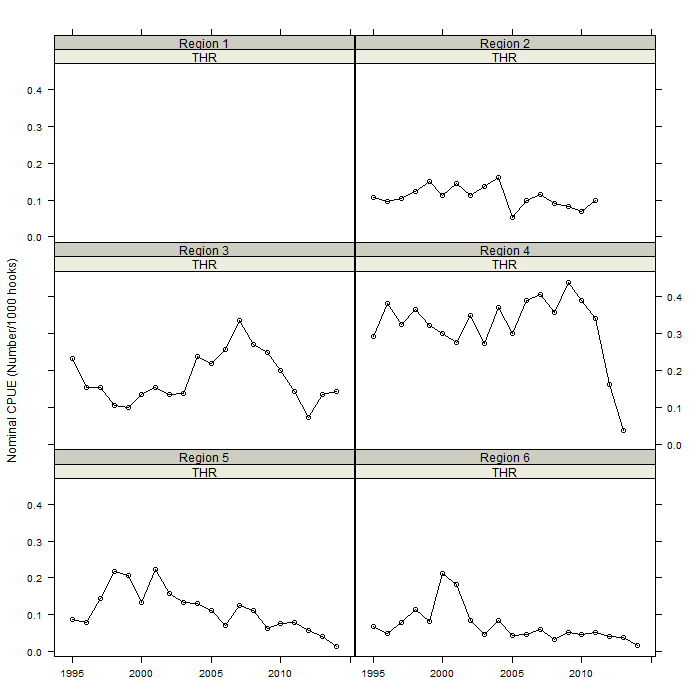 Region 1
Region 2
THR
THR
0.4
0.3
0.2
0.1
0.0
Region 3
Region 4
THR
THR
0.4
0.3
0.2
0.1
0.0
Region 5
Region 6
THR
THR
0.4
0.3
0.2
0.1
0.0
1995
2000
2005
2010
1995
2000
2005
2010
Nominal CPUE (Number/1000 hooks)